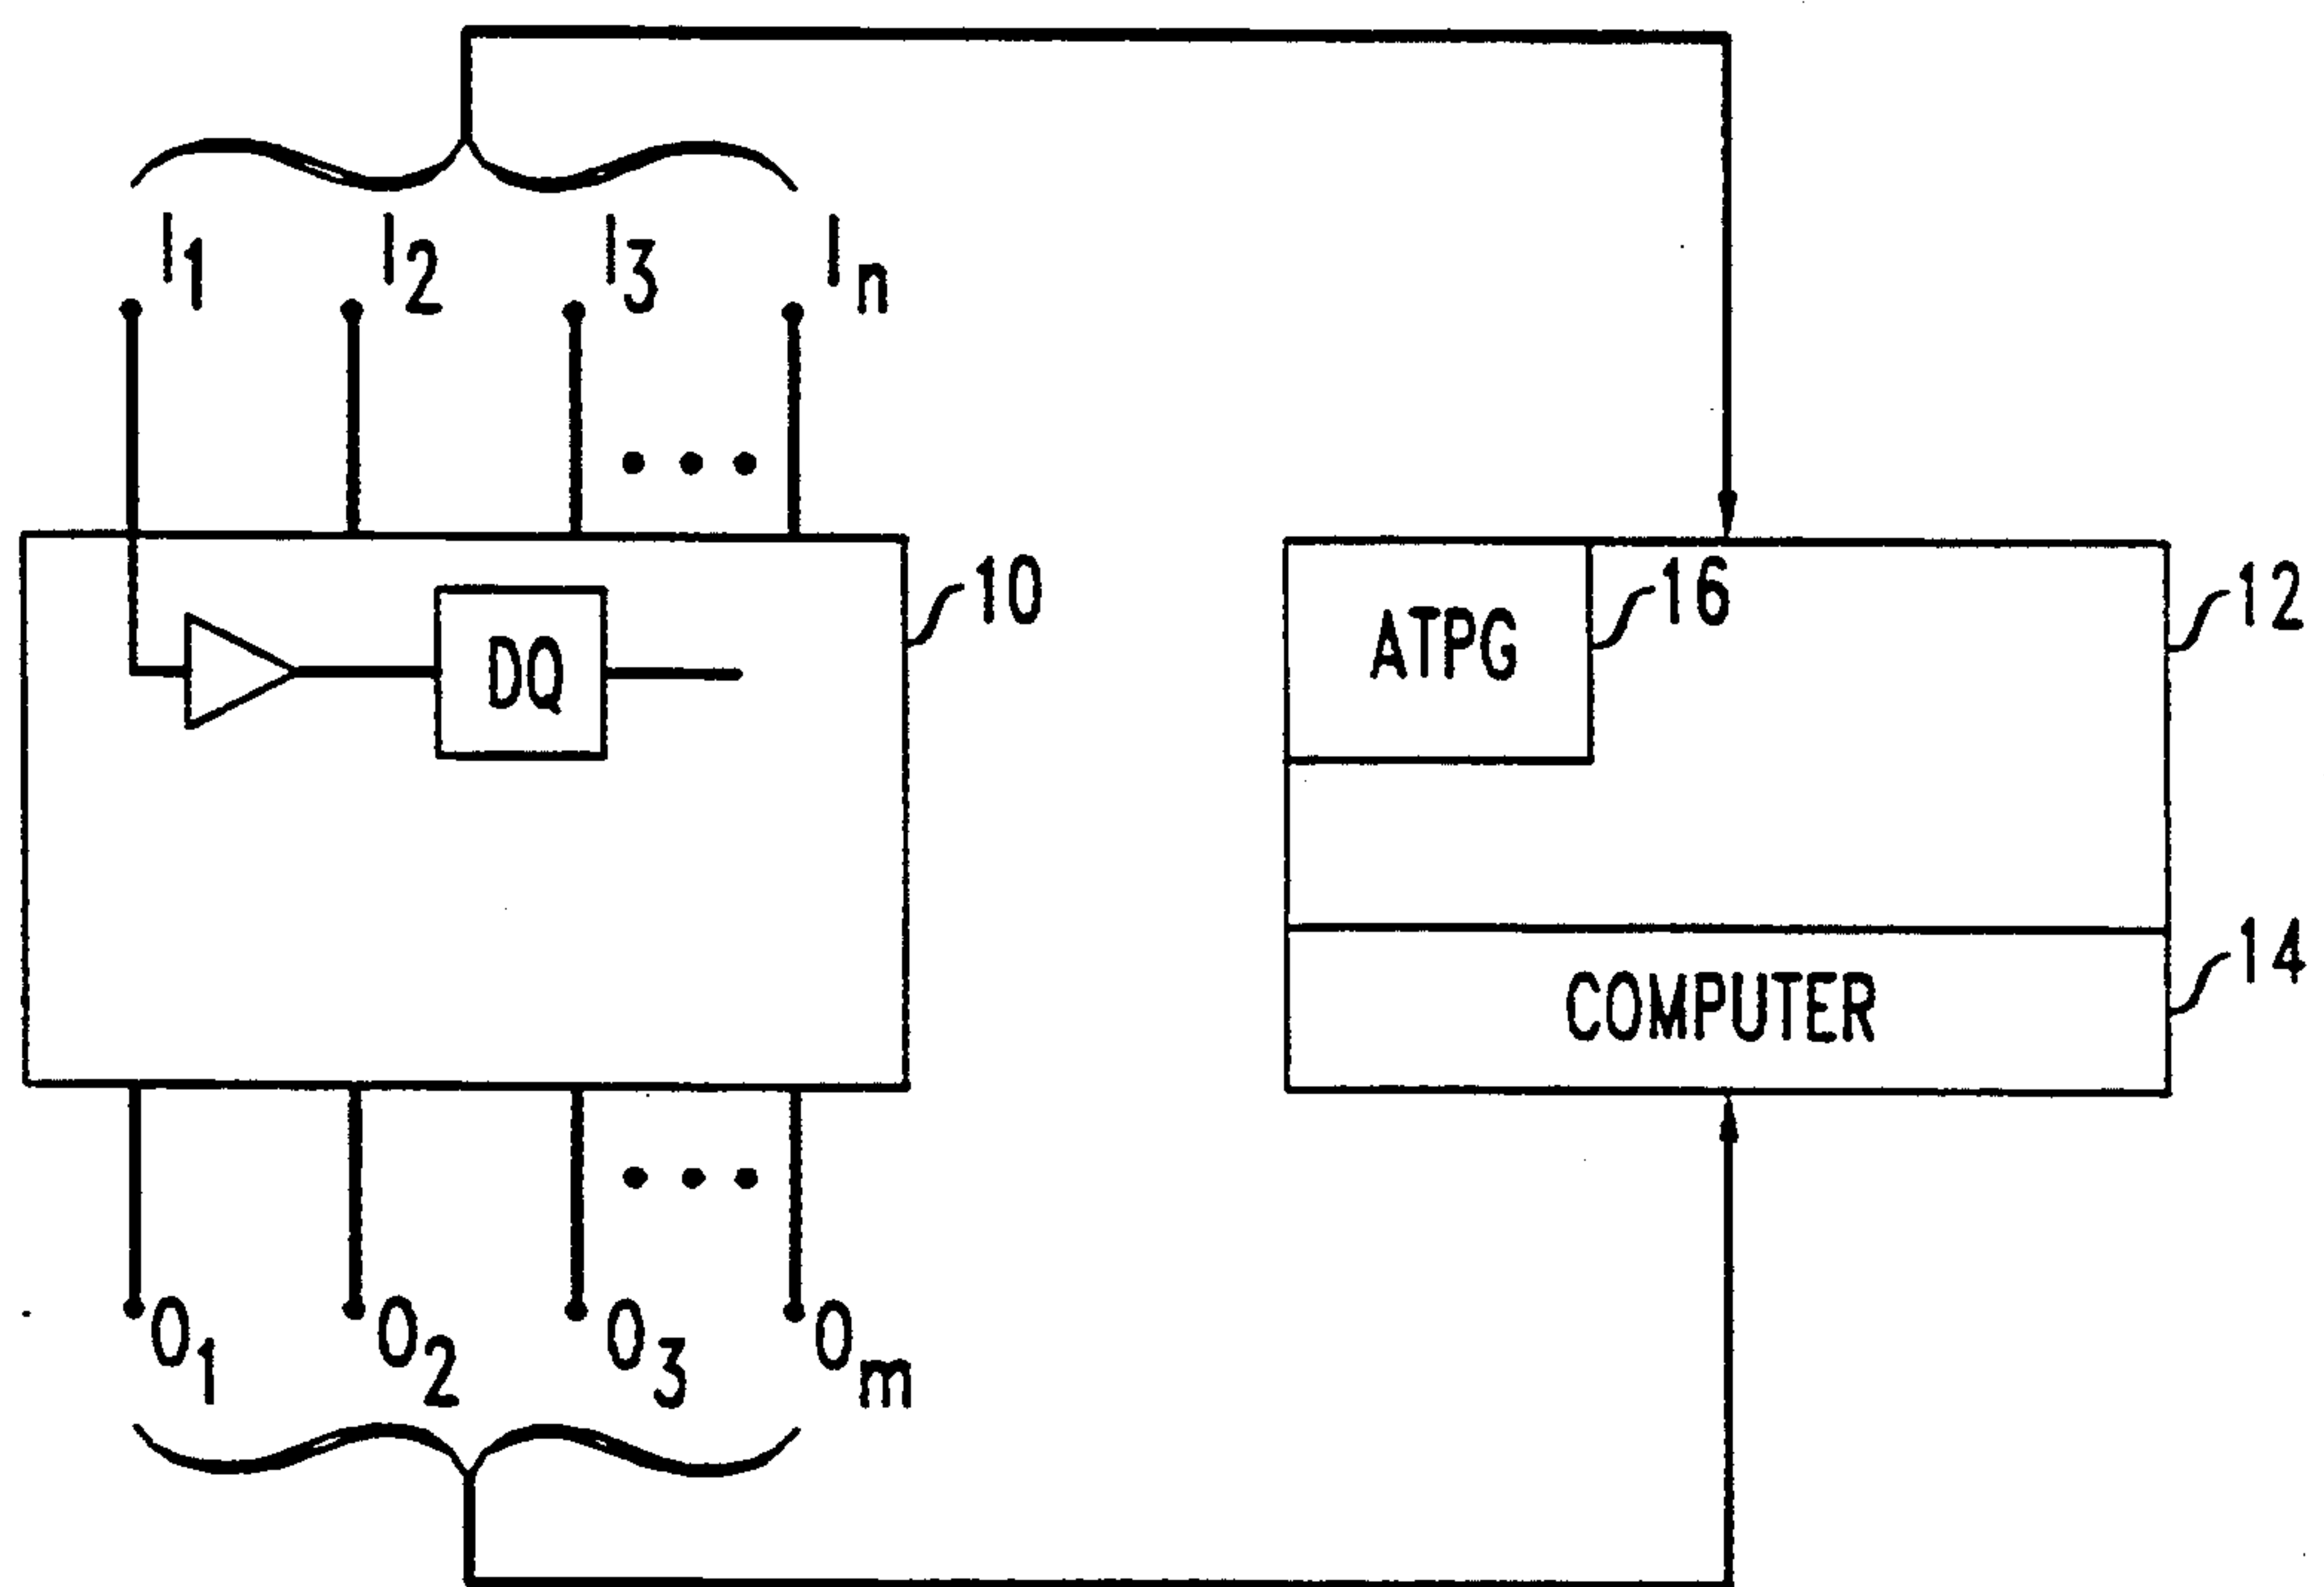 I1 I2 I3 In
10
DQ
ATPG
16
12
COMPUTER
14
O1 O2 O3 Om